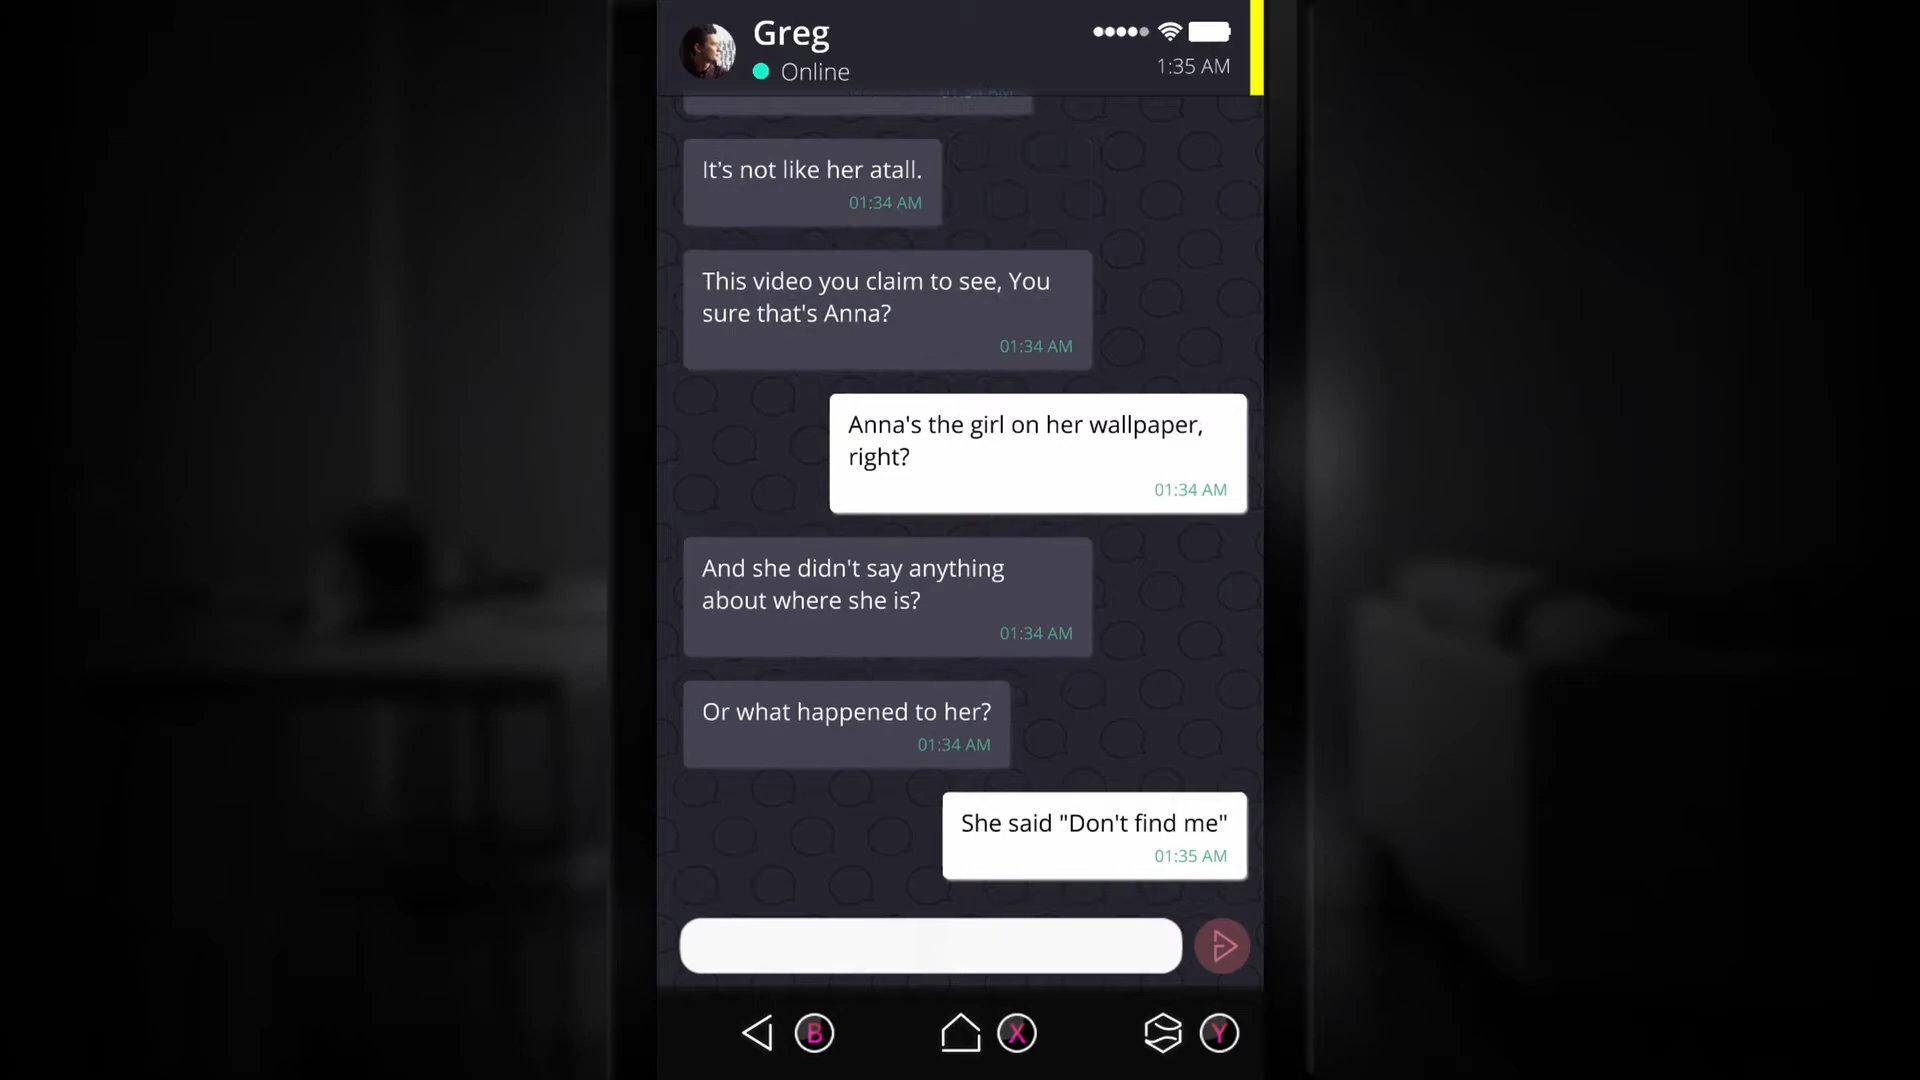 Greg
Online
1:35 AM
It’s not like her atall.
01:34 AM
This video you claim to see, You
sure that's Anna?
01:34 AM
Anna's the girl on her wallpaper,
right?
01:34 AM
And she didn't say anything
about where she is?
01:34 AM
Or what happened to her?
01:34 AM
She said "Don't find me"
01:35 AM
B
X
Y